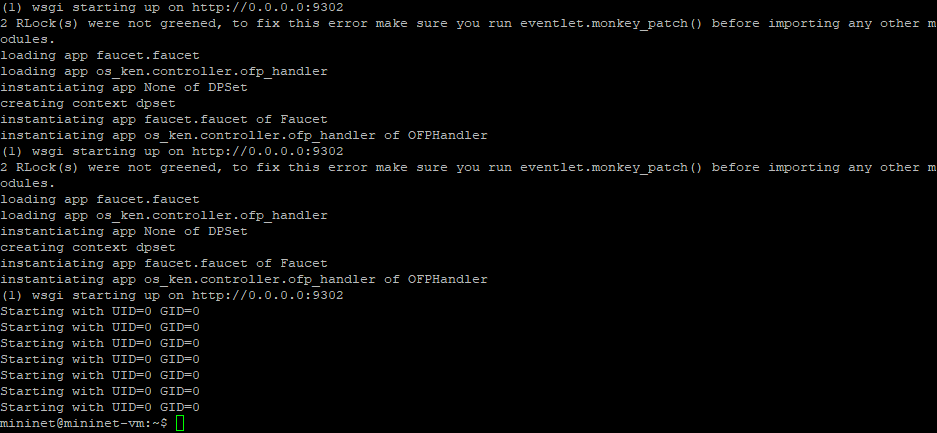 (1) wsgi starting up on http://0.0.0.0:9302
2 RLock(s) were not greened, to fix this error make sure you run eventlet.monkey_patch() before importing any other m
odules.
loading app faucet.faucet
loading app os_ken.controller.ofp_handler
instantiating app None of DPSet
creating context dpset
instantiating app faucet.faucet of Faucet
instantiating app os_ken.controller.ofp_handler of OFPHandler
(1) wsgi starting up on http://0.0.0.0:9302
2 RLock(s) were not greened, to fix this error make sure you run eventlet.monkey_patch() before importing any other m
odules.
loading app faucet.faucet
loading app os_ken.controller.ofp_handler
instantiating app None of DPSet
creating context dpset
instantiating app faucet.faucet of Faucet
instantiating app os_ken.controller.ofp_handler of OFPHandler
(1) wsgi starting up on http://0.0.0.0:9302
Starting with UID=0 GID=0
Starting with UID=0 GID=0
Starting with UID=0 GID=0
Starting with UID=0 GID=0
Starting with UID=0 GID=0
Starting with UID=0 GID=0
Starting with UID=0 GID=0
mininet@mininet-vm:~$